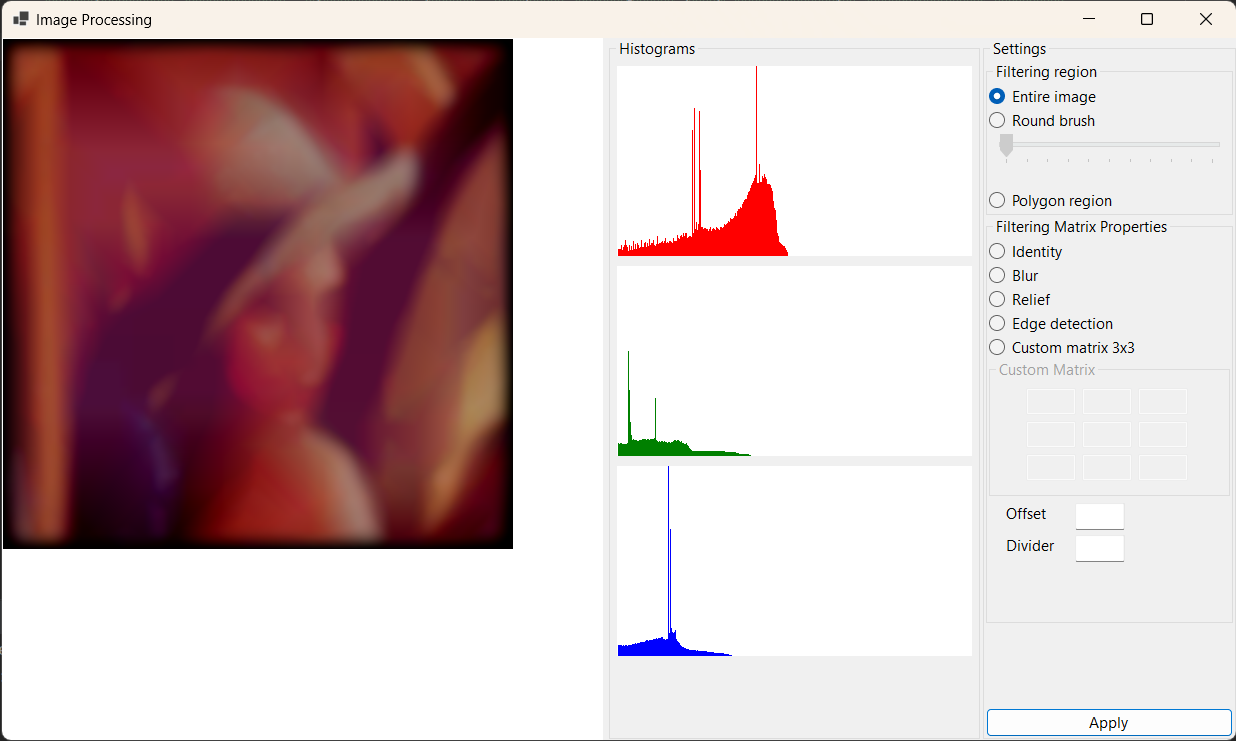 Image Processing
Histograms
Settings
Filtering region
Entire image
Round brush
Polygon region
Filtering Matrix Properties
Identity
Blur
Relief
Edge detection
Custom matrix 3x3
Custom Matrix
Offset
Divider
Apply